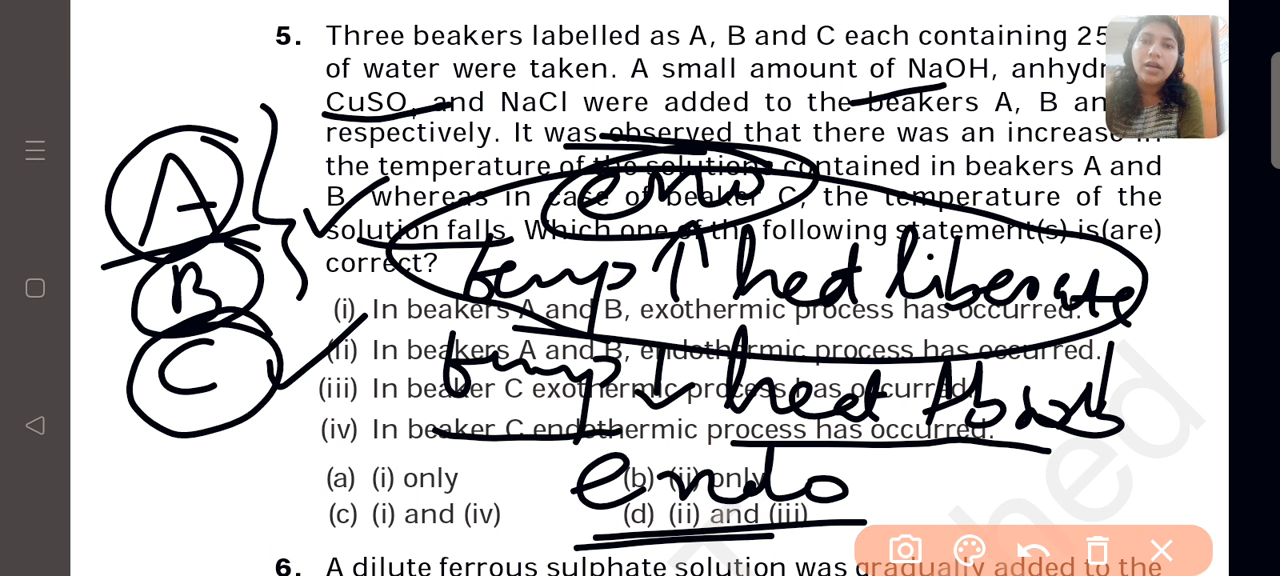 5. Three beakers labelled as A, B and C each containing 25
of water were taken. A small amount of NaOH, anhydr
CuSO4 and NaCl were added to the beakers A, B an
respectively. It was observed that there was an increase in
the temperature of the solutions contained in beakers A and
B, whereas in case of beaker C, the temperature of the
solution falls. Which one of the following statement(s) is(are)
correct?
(i) In beakers A and B, exothermic process has occurred.
(ii) In beakers A and B, endothermic process has occurred.
(iii) In beaker C exothermic process has occurred.
(iv) In beaker C endothermic process has occurred.
(a) (i) only
(b) (ii) only
(c) (i) and (iv)
(d) (ii) and (iii)
6. A dilute ferrous sulphate solution was gradually added to the
A
B
C
temp ↑ heat liberate
temp ↓ heat
endo
hed